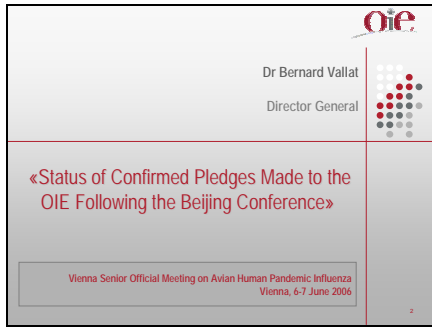 oie
Dr Bernard Vallat
Director General
«Status of Confirmed Pledges Made to the
OIE Following the Beijing Conference»
Vienna Senior Official Meeting on Avian Human Pandemic Influenza
Vienna, 6-7 June 2006
2